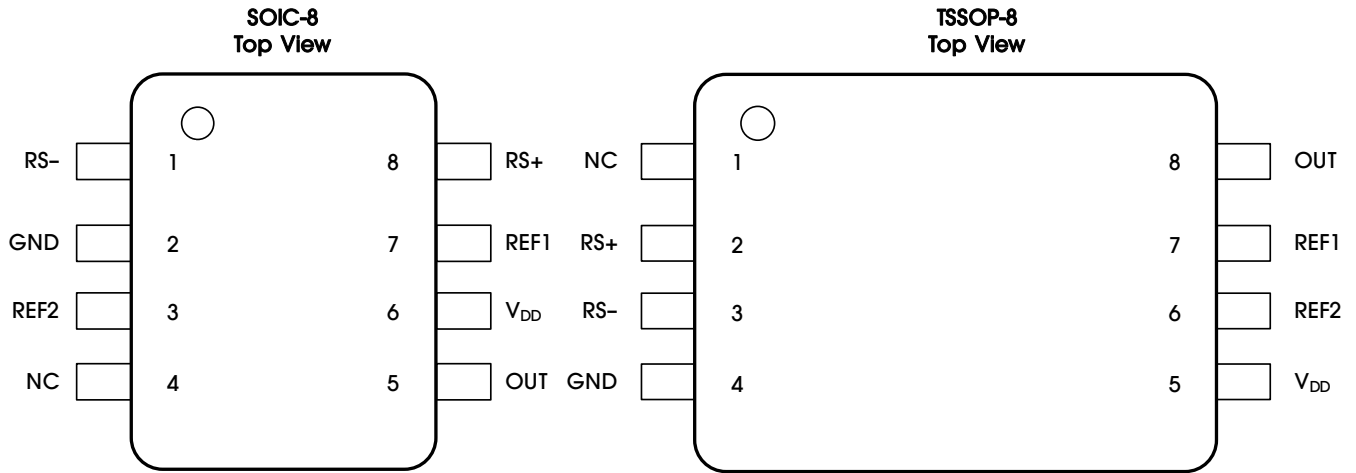 SOIC-8
Top View
RS– 1 8 RS+
GND 2 7 REF1
REF2 3 6 VDD
NC 4 5 OUT
TSSOP-8
Top View
NC 1 8 OUT
RS+ 2 7 REF1
RS– 3 6 REF2
GND 4 5 VDD